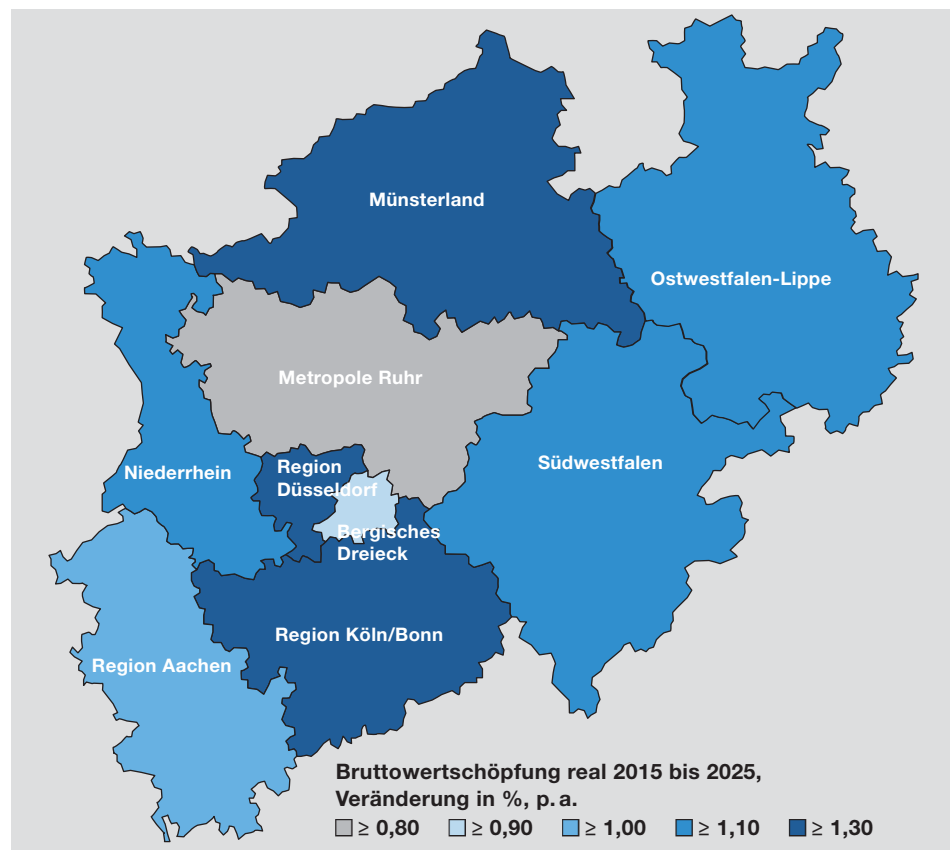 Münsterland
Ostwestfalen-Lippe
Metropole Ruhr
Niederrhein
Region
Düsseldorf
Südwestfalen
Bergisches
Dreieck
Region Köln/Bonn
Region Aachen
Bruttowertschöpfung real 2015 bis 2025,
Veränderung in %, p. a.
≥ 0,80 ≥ 0,90 ≥ 1,00 ≥ 1,10 ≥ 1,30